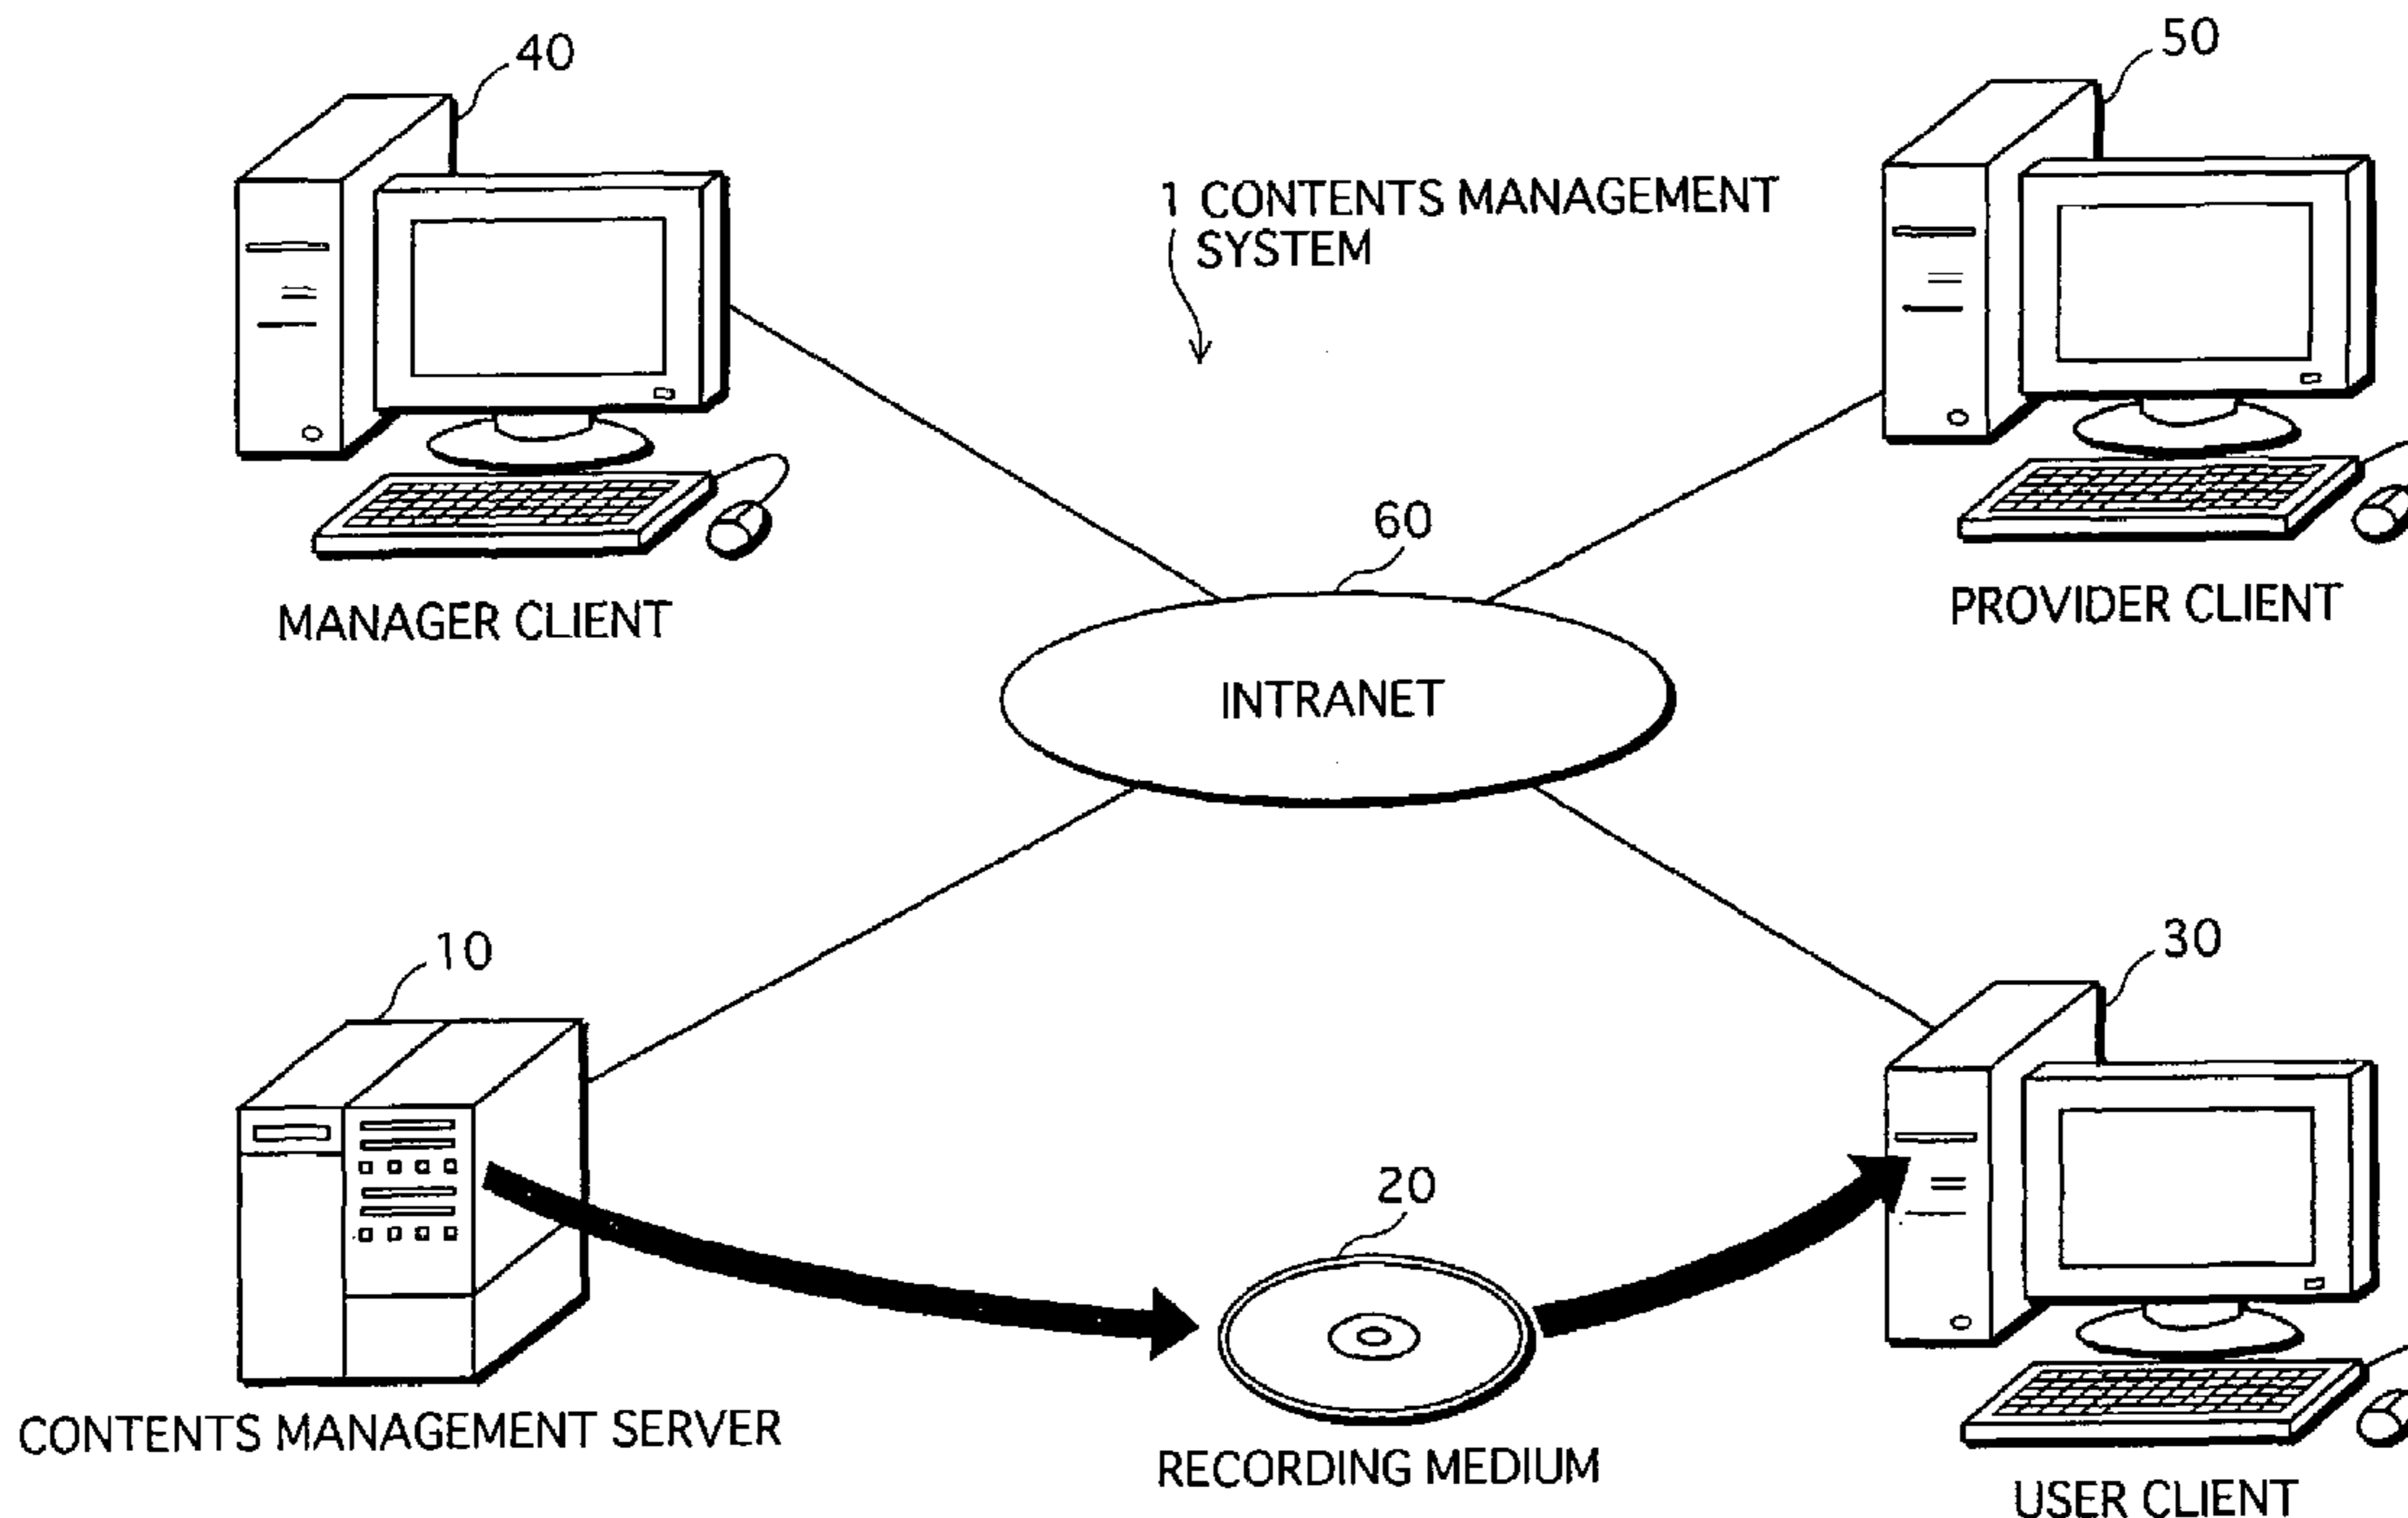 40
50
1 CONTENTS MANAGEMENT
SYSTEM
60
MANAGER CLIENT
PROVIDER CLIENT
INTRANET
10
30
20
CONTENTS MANAGEMENT SERVER
RECORDING MEDIUM
USER CLIENT